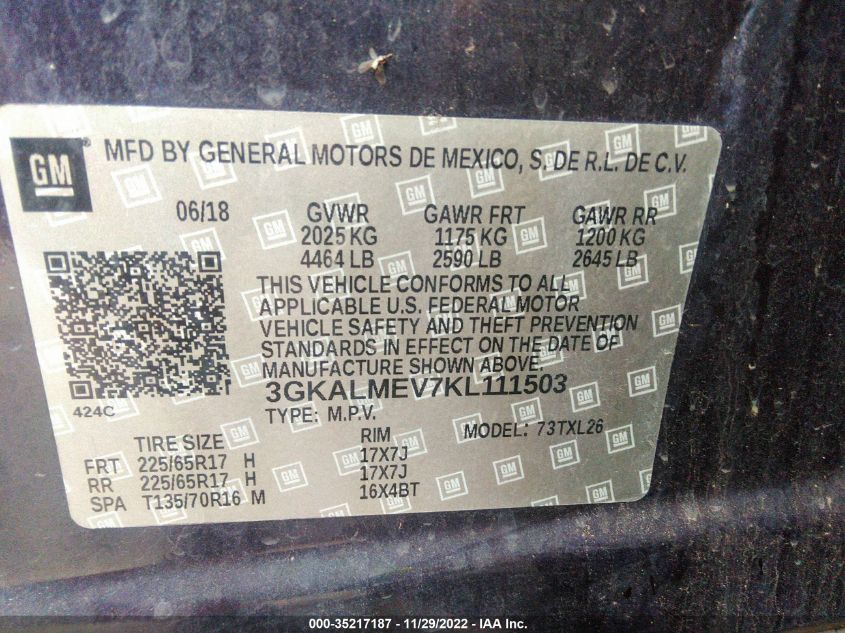 GM ® MFD BY GENERAL MOTORS DE MEXICO, S. DE R.L. DE C.V.
06/18 GVWR GAWR FRT GAWR RR
2025 KG 1175 KG 1200 KG
4464 LB 2590 LB 2645 LB
THIS VEHICLE CONFORMS TO ALL
APPLICABLE U.S. FEDERAL MOTOR
VEHICLE SAFETY AND THEFT PREVENTION
STANDARDS IN EFFECT ON THE DATE OF
MANUFACTURE SHOWN ABOVE.
424C 3GKALMEV7KL111503
TYPE: M.P.V. MODEL: 73TXL26
TIRE SIZE RIM
FRT 225/65R17 H 17X7J
RR 225/65R17 H 17X7J
SPA T135/70R16 M 16X4BT
000-35217187 - 11/29/2022 - IAA Inc.